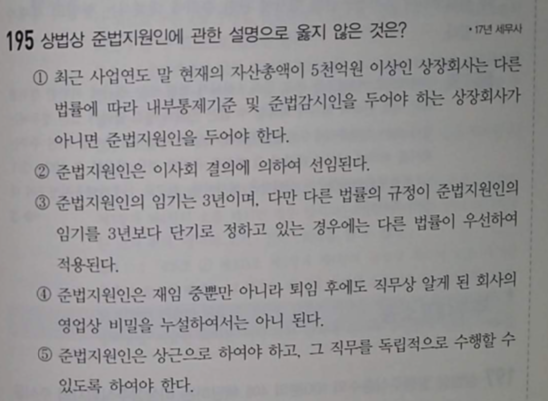 195 상법상 준법지원인에 관한 설명으로 옳지 않은 것은? • 17년 세무사
① 최근 사업연도 말 현재의 자산총액이 5천억원 이상인 상장회사는 다른
법률에 따라 내부통제기준 및 준법감시인을 두어야 하는 상장회사가
아니면 준법지원인을 두어야 한다.
② 준법지원인은 이사회 결의에 의하여 선임된다.
③ 준법지원인의 임기는 3년이며, 다만 다른 법률의 규정이 준법지원인의
임기를 3년보다 단기로 정하고 있는 경우에는 다른 법률이 우선하여
적용된다.
④ 준법지원인은 재임 중뿐만 아니라 퇴임 후에도 직무상 알게 된 회사의
영업상 비밀을 누설하여서는 아니 된다.
⑤ 준법지원인은 상근으로 하여야 하고, 그 직무를 독립적으로 수행할 수
있도록 하여야 한다.